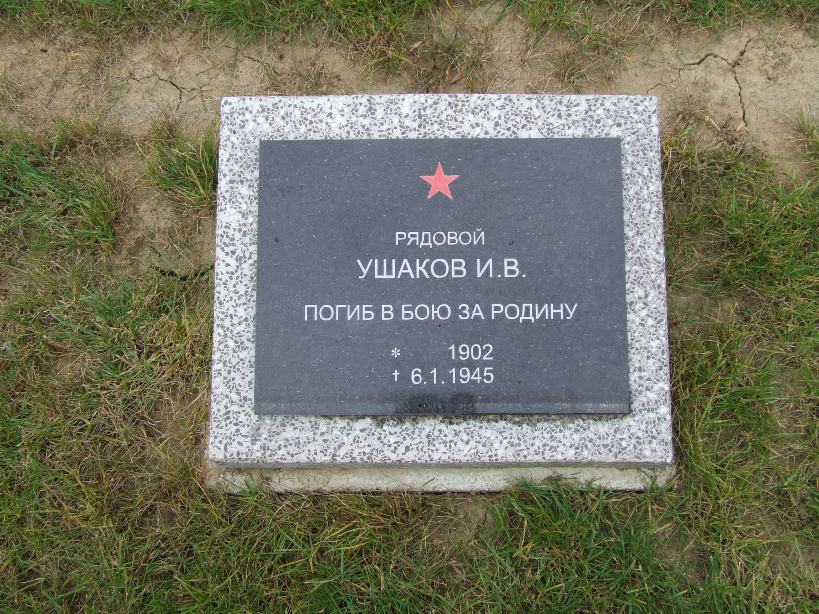 РЯДОВОЙ
УШАКОВ И.В.
ПОГИБ В БОЮ ЗА РОДИНУ
* 1902
† 6.1.1945